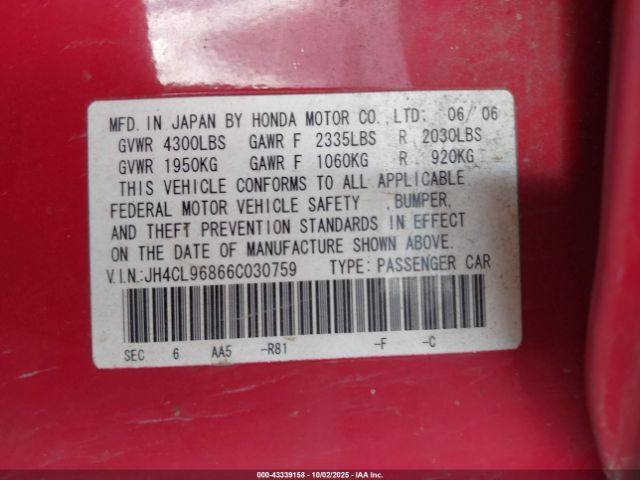 MFD. IN JAPAN BY HONDA MOTOR CO.,LTD: 06/'06
GVWR 4300LBS GAWR F 2335LBS R 2030LBS
GVWR 1950KG GAWR F 1060KG R 920KG
THIS VEHICLE CONFORMS TO ALL APPLICABLE
FEDERAL MOTOR VEHICLE SAFETY ,BUMPER,
AND THEFT PREVENTION STANDARDS IN EFFECT
ON THE DATE OF MANUFACTURE SHOWN ABOVE.
V.I.N.:JH4CL96866C030759 TYPE: PASSENGER CAR
SEC 6 AA5 -R81 -F -C
000-43339158 - 10/02/2025 - IAA Inc.